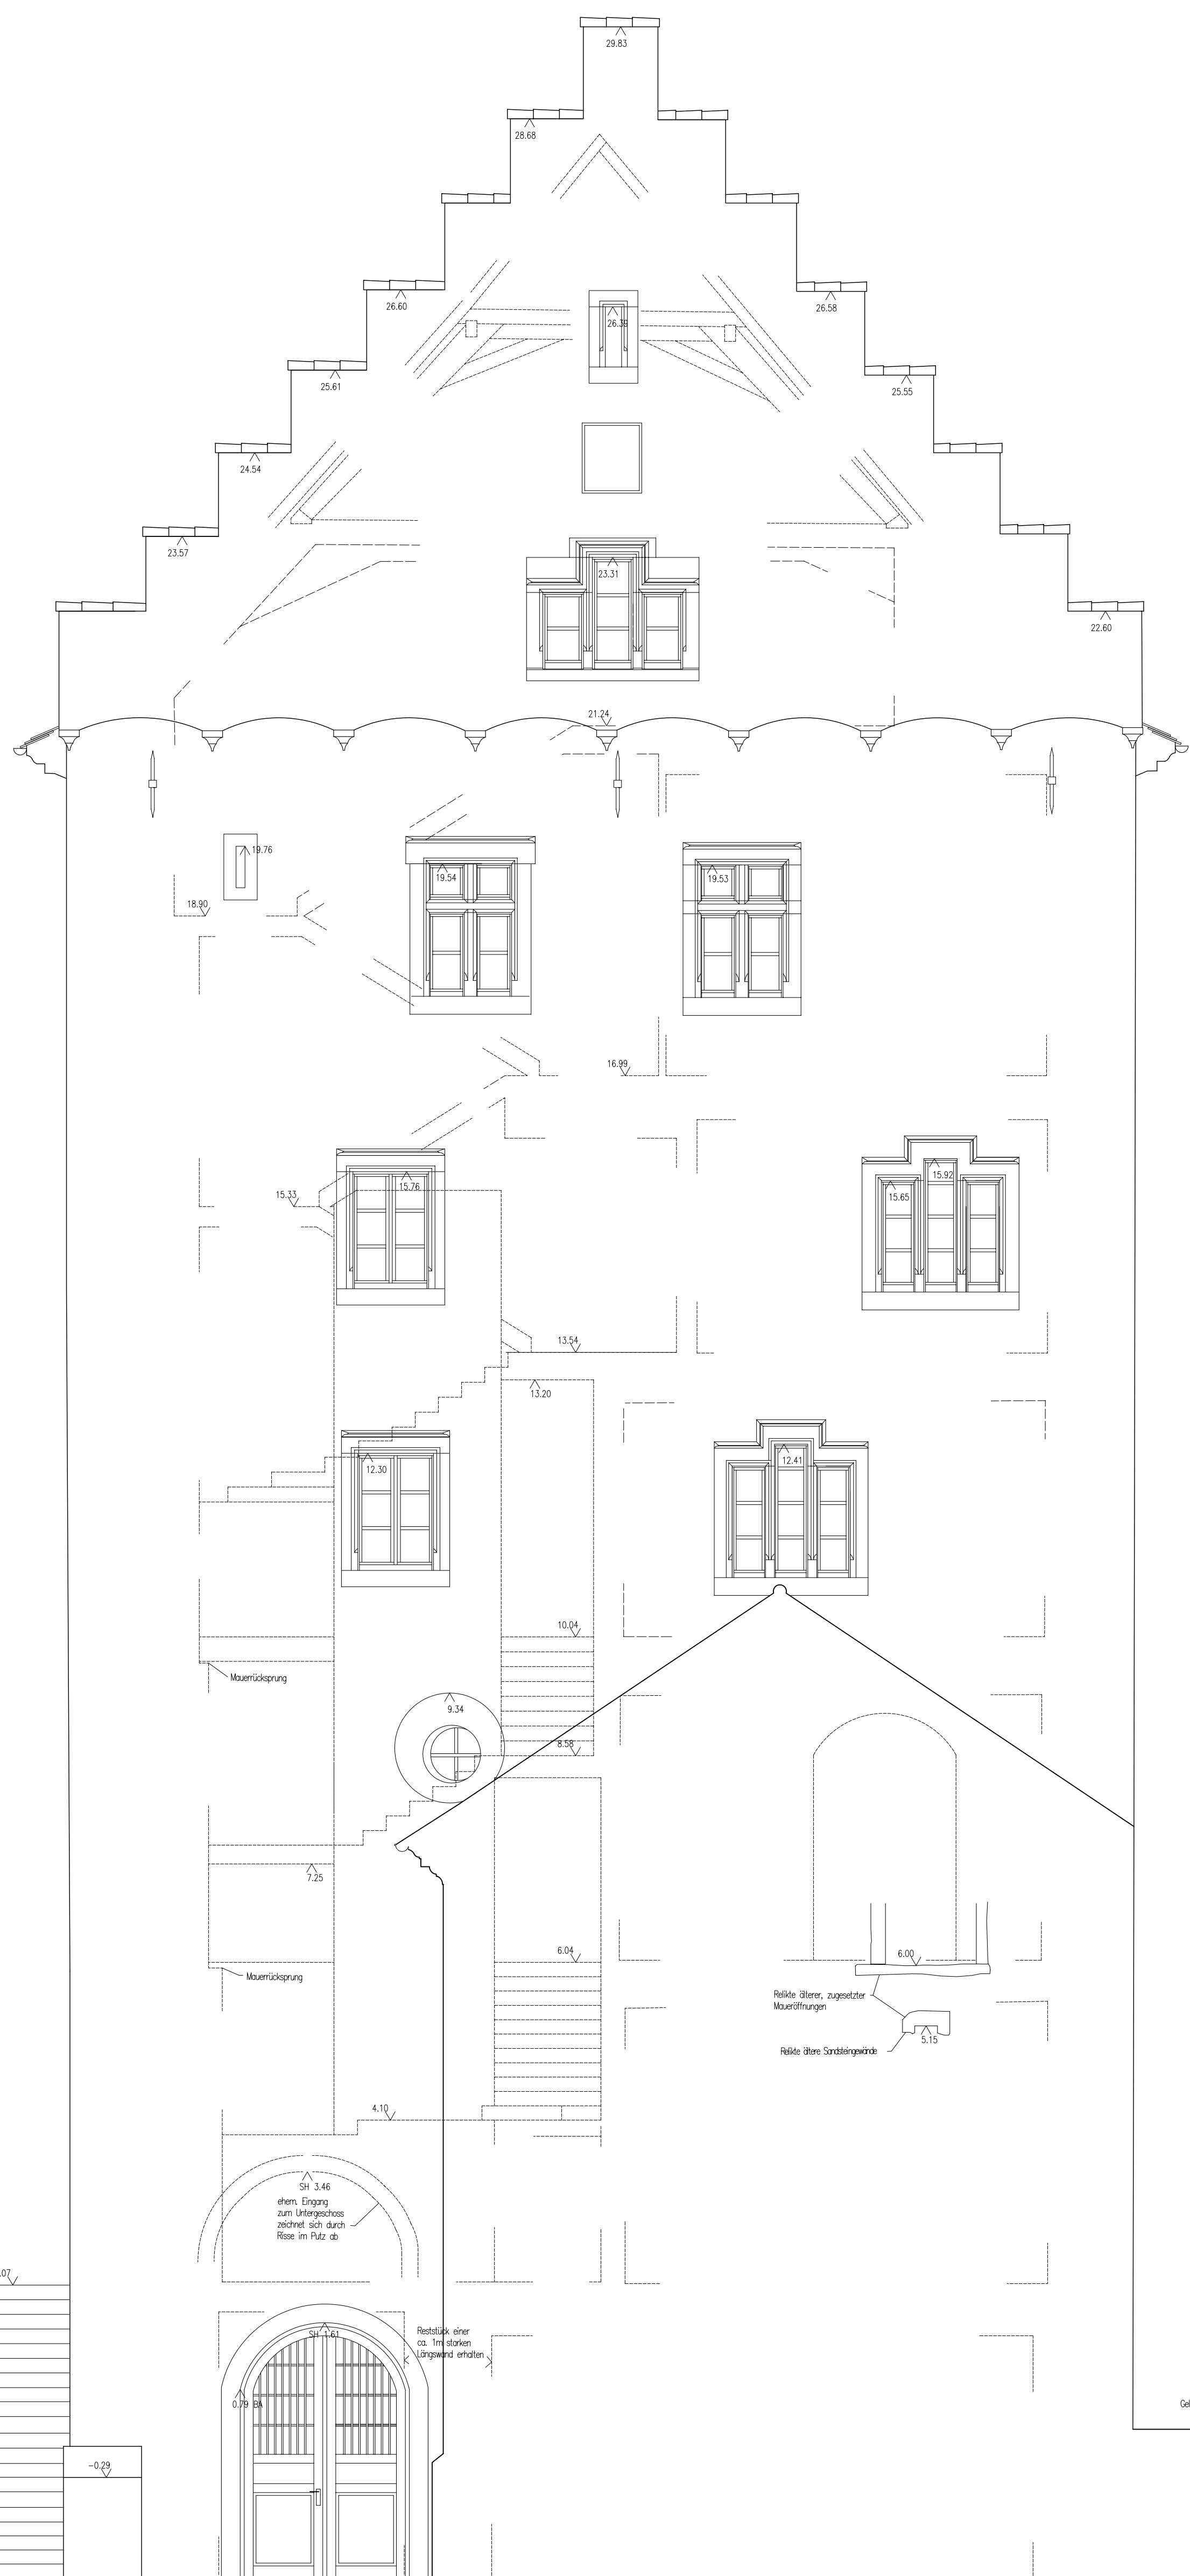 29.83
28.68
26.60
26.39
26.58
25.61
25.55
24.54
23.57
23.31
22.60
21.24
19.76
19.54
19.53
18.90
16.99
15.92
15.76
15.65
15.33
13.54
13.20
12.41
12.30
10.04
Mauerrücksprung
9.34
8.58
7.25
6.04
6.00
Mauerrücksprung
Relikte älterer, zugesetzter
Maueröffnungen
5.15
Relikte ältere Sandsteingewände
4.10
SH 3.46
ehem. Eingang
zum Untergeschoss
zeichnet sich durch
Risse im Putz ab
.07
SH 1.61
Reststück einer
ca. 1m starken
Längswand erhalten
0.79 BA
Gel
-0.29